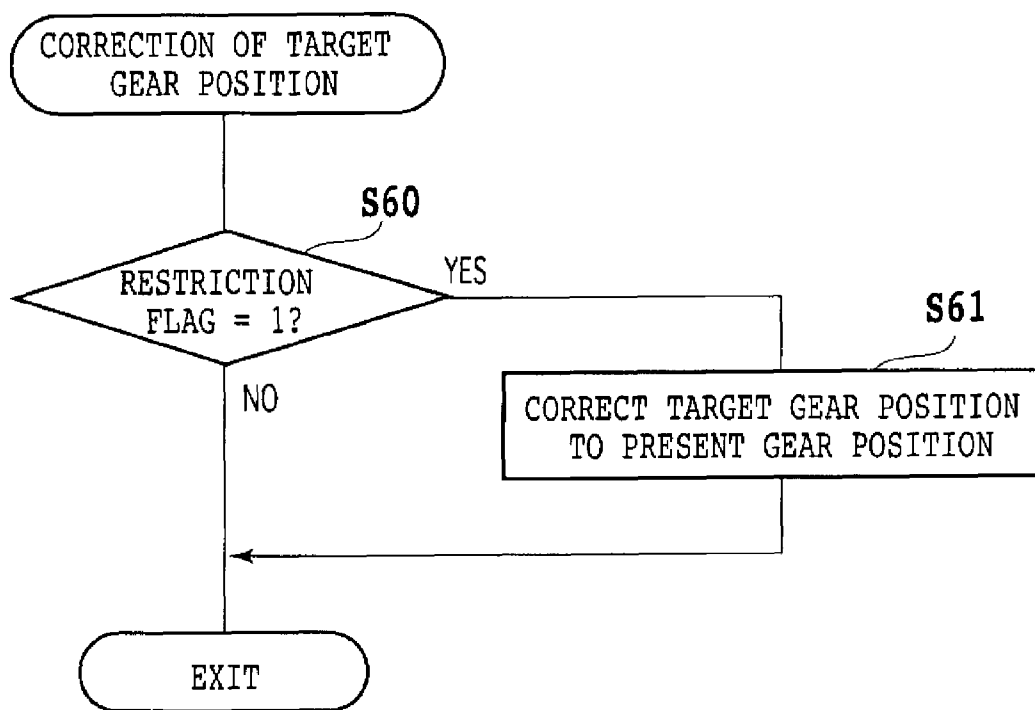 CORRECTION OF TARGET
GEAR POSITION
S60
RESTRICTION
FLAG = 1?
YES
NO
S61
CORRECT TARGET GEAR POSITION
TO PRESENT GEAR POSITION
EXIT